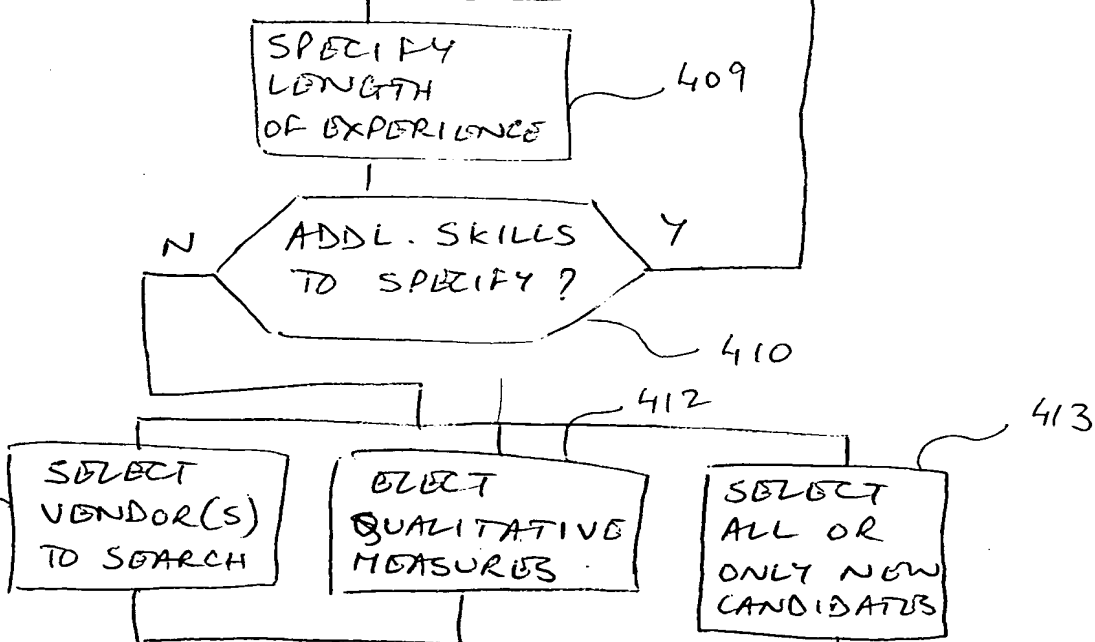 SPECIFY
LENGTH
OF EXPERIENCE
409
N
ADDL. SKILLS
Y
TO SPECIFY ?
410
412
413
SELECT
VENDOR(S)
TO SEARCH
ELECT
QUALITATIVE
MEASURES
SELECT
ALL OR
ONLY NEW
CANDIDATES